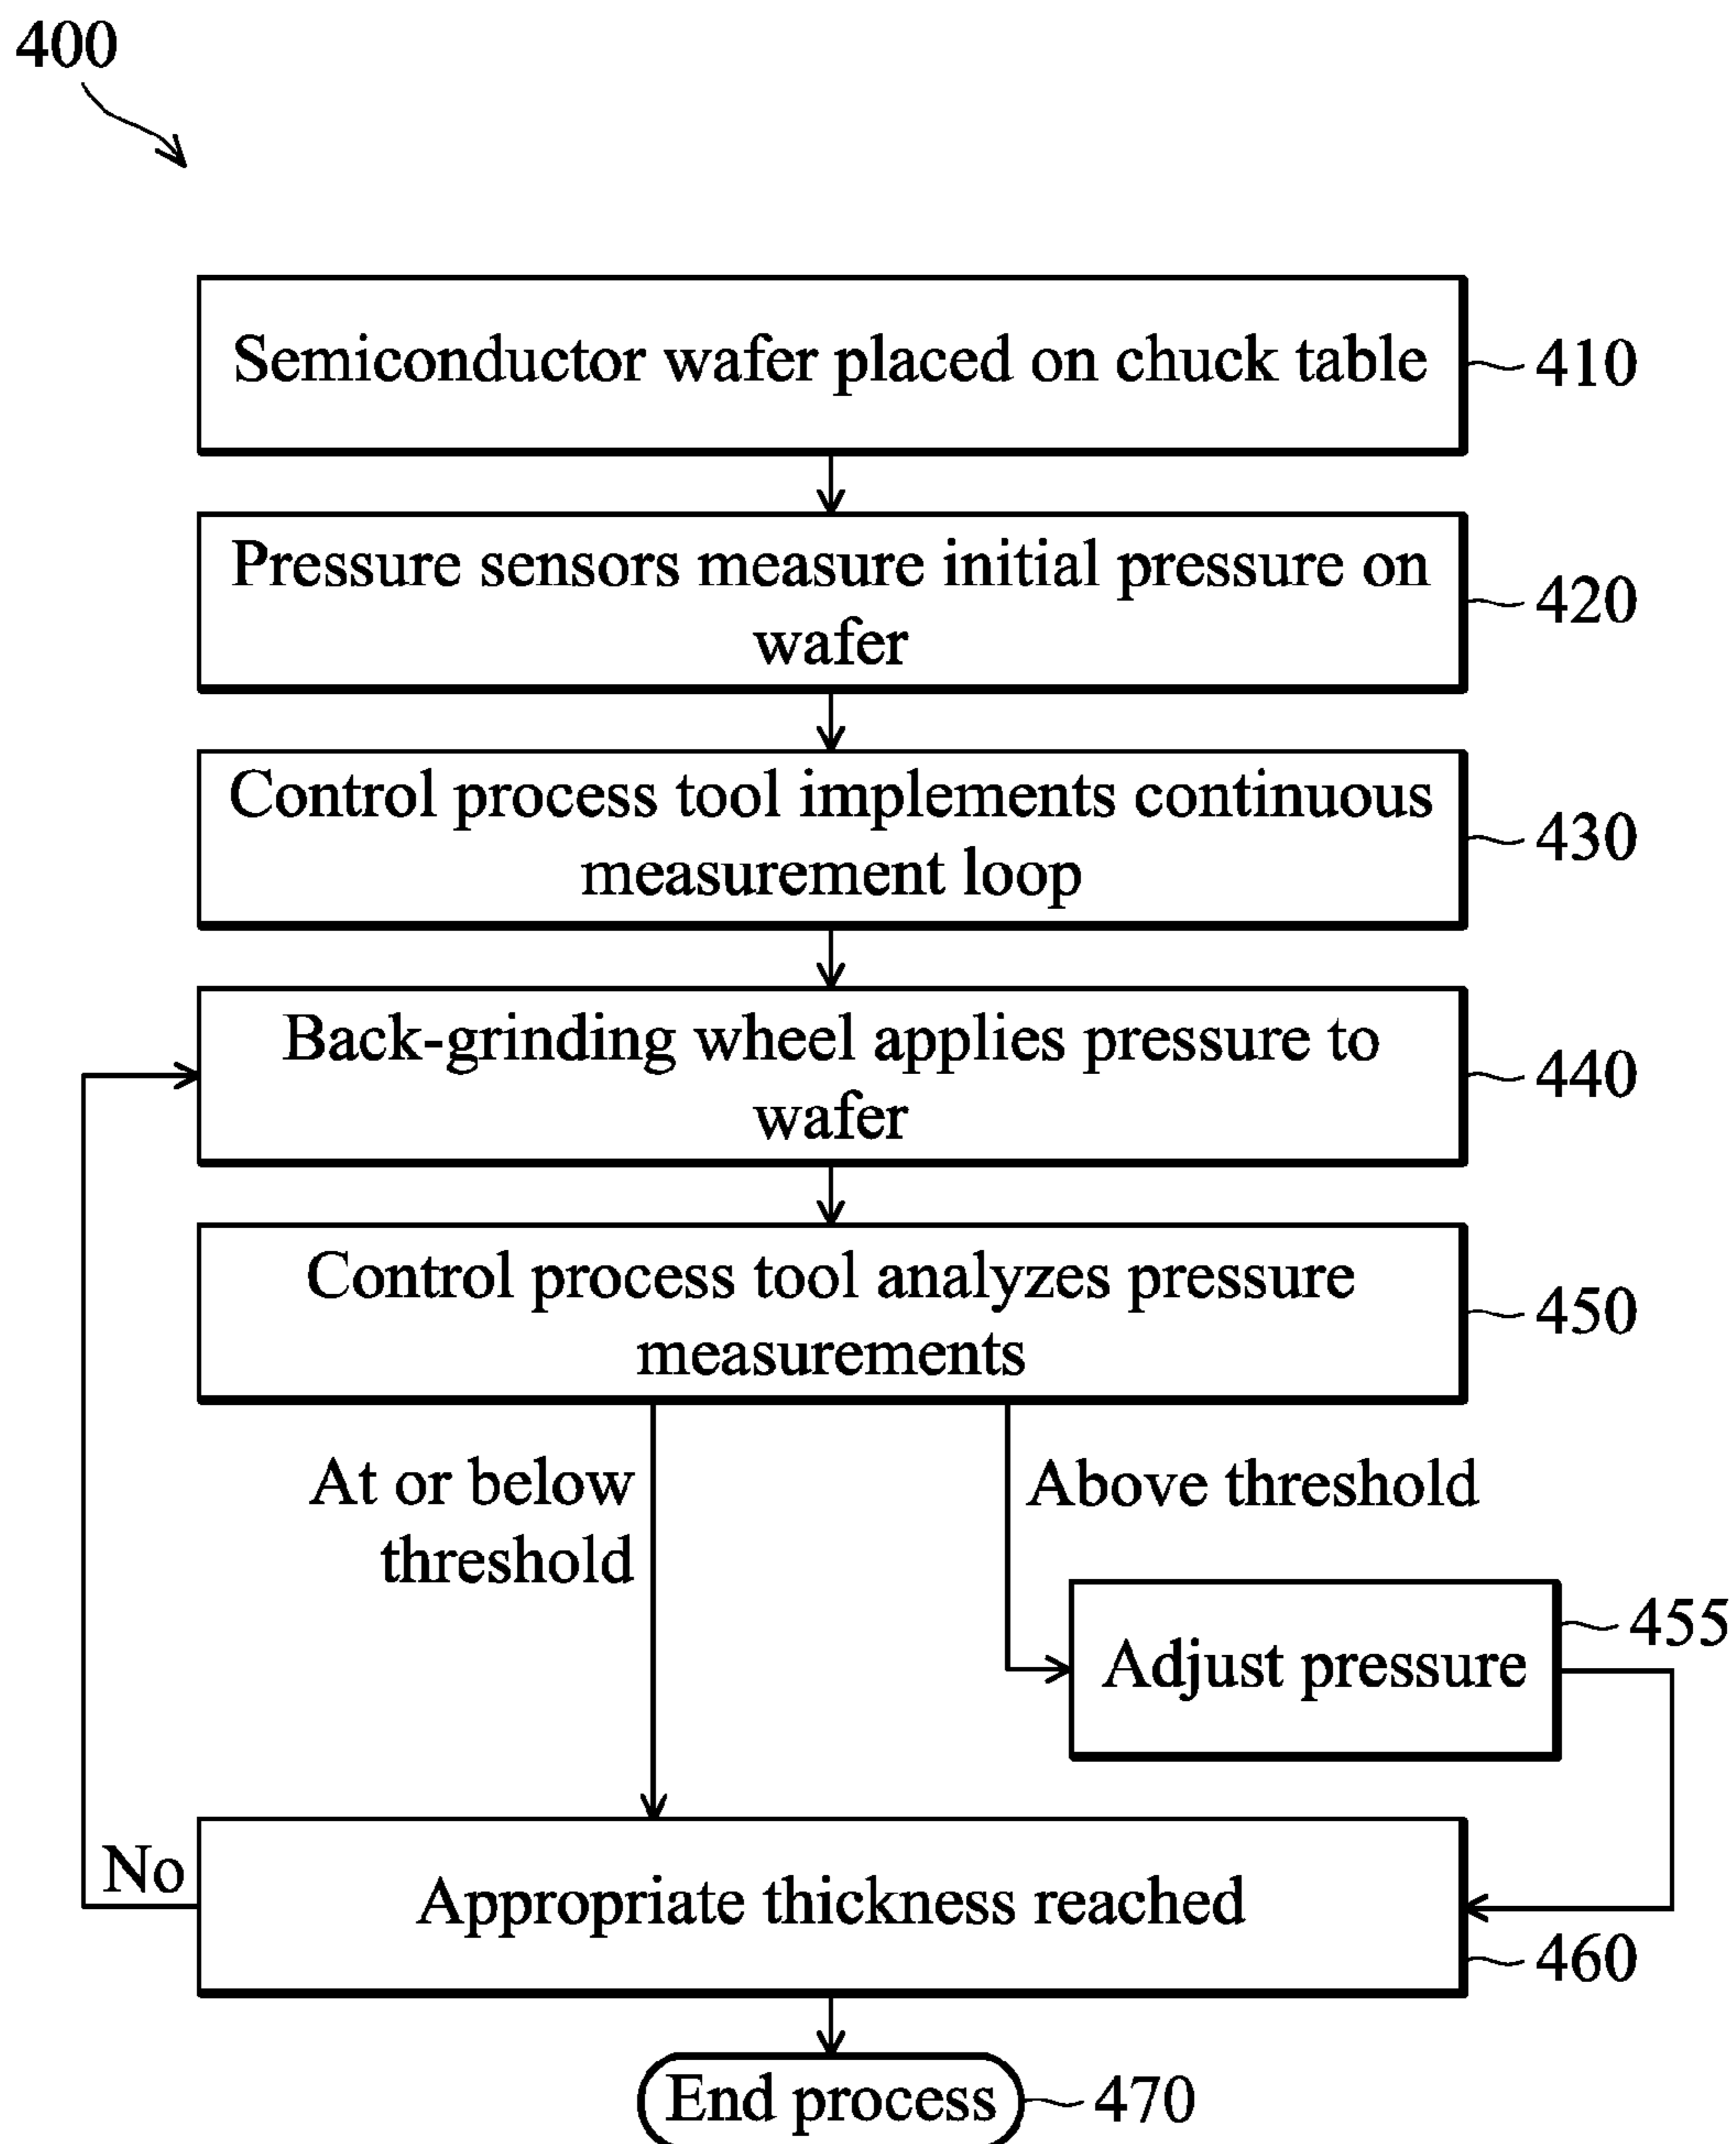 400
Semiconductor wafer placed on chuck table
410
Pressure sensors measure initial pressure on
wafer
420
Control process tool implements continuous
measurement loop
430
Back-grinding wheel applies pressure to
wafer
440
Control process tool analyzes pressure
measurements
450
At or below
threshold
Above threshold
Adjust pressure
455
No
Appropriate thickness reached
460
End process
470